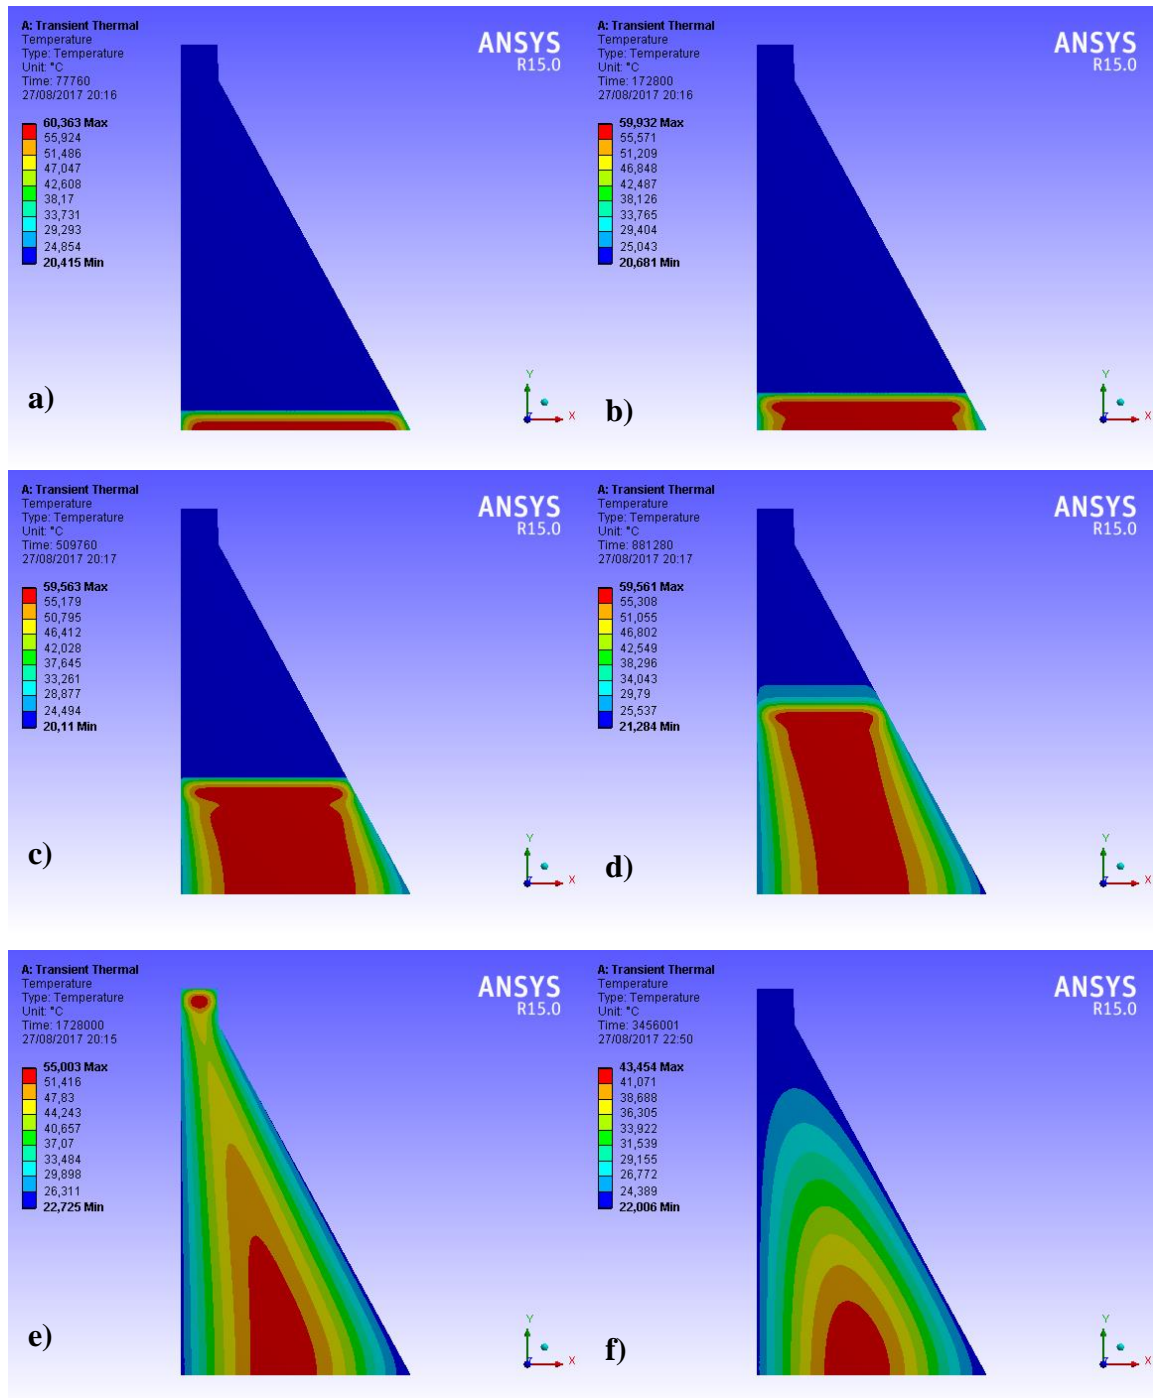 A: Transient Thermal
Temperature
Type: Temperature
Unit: °C
Time: 77760
27/08/2017 20:16
60,363 Max
55,924
51,486
47,047
42,608
38,17
33,731
29,293
24,854
20,415 Min
ANSYS
R15.0
a)
Y
X
A: Transient Thermal
Temperature
Type: Temperature
Unit: °C
Time: 172800
27/08/2017 20:16
59,932 Max
55,571
51,209
46,848
42,487
38,126
33,765
29,404
25,043
20,681 Min
ANSYS
R15.0
b)
Y
X
A: Transient Thermal
Temperature
Type: Temperature
Unit: °C
Time: 509760
27/08/2017 20:17
59,563 Max
55,179
50,795
46,412
42,028
37,645
33,261
28,877
24,494
20,11 Min
ANSYS
R15.0
c)
Y
X
A: Transient Thermal
Temperature
Type: Temperature
Unit: °C
Time: 881280
27/08/2017 20:17
59,561 Max
55,308
51,055
46,802
42,549
38,296
34,043
29,79
25,537
21,284 Min
ANSYS
R15.0
d)
Y
X
A: Transient Thermal
Temperature
Type: Temperature
Unit: °C
Time: 1728000
27/08/2017 20:15
55,003 Max
51,416
47,83
44,243
40,657
37,07
33,484
29,898
26,311
22,725 Min
ANSYS
R15.0
e)
Y
X
A: Transient Thermal
Temperature
Type: Temperature
Unit: °C
Time: 3456001
27/08/2017 22:50
43,454 Max
41,071
38,688
36,305
33,922
31,539
29,155
26,772
24,389
22,006 Min
ANSYS
R15.0
f)
Y
X